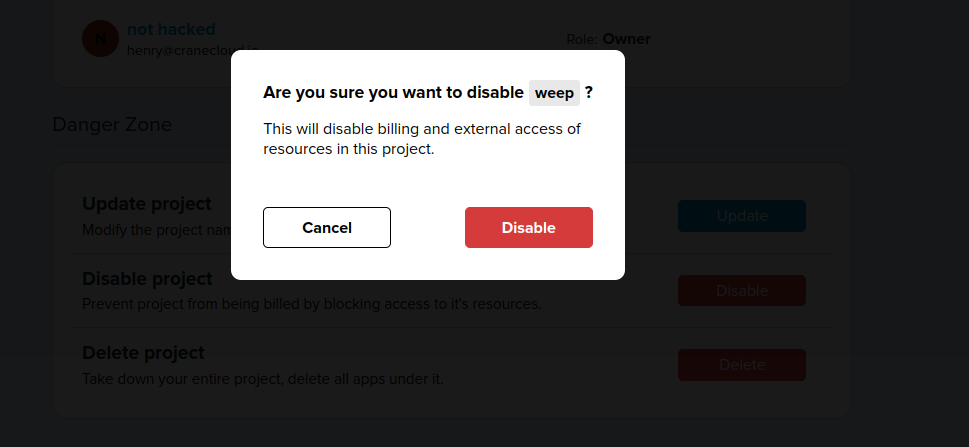 not hacked
N
henry@cranecloud.io
Role: Owner
Are you sure you want to disable weep ?
This will disable billing and external access of
resources in this project.
Cancel
Disable
Danger Zone
Update project
Modify the project nam
Update
Disable project
Prevent project from being billed by blocking access to it's resources.
Disable
Delete project
Take down your entire project, delete all apps under it.
Delete